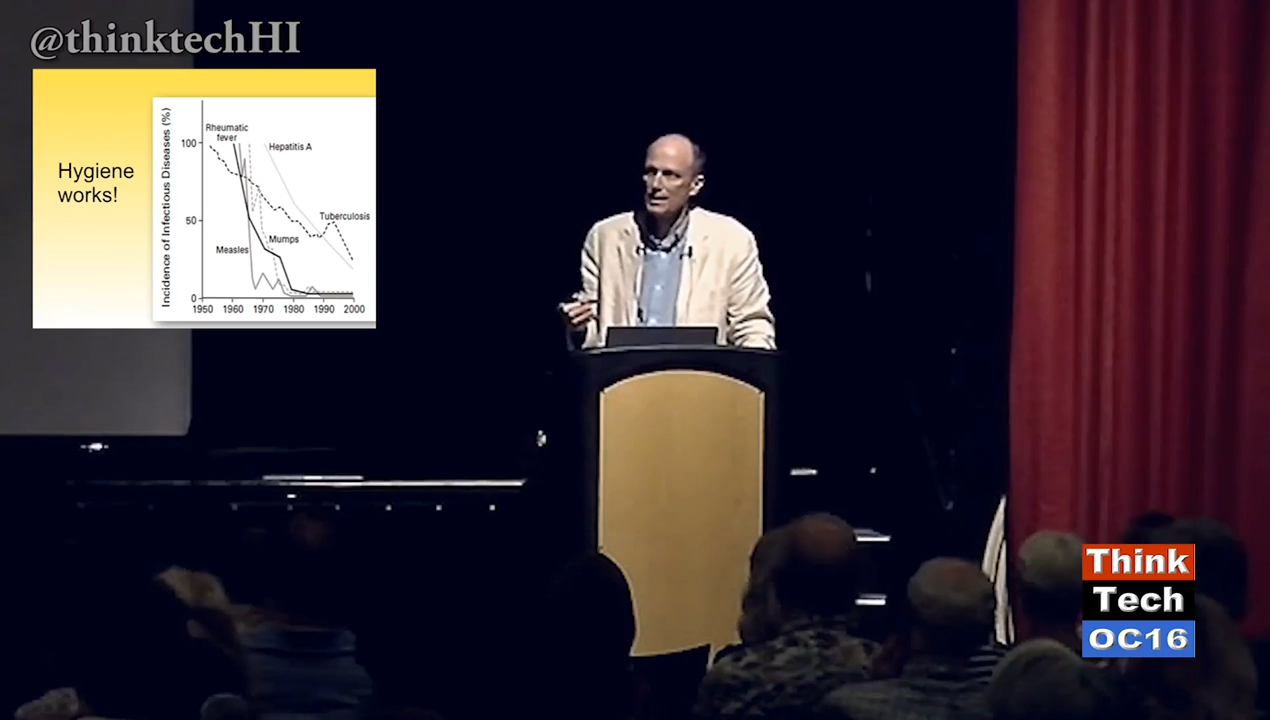 @thinktechHI
Hygiene
works!
Incidence of Infectious Diseases (%)
100
50
0
Rheumatic
fever
Hepatitis A
Tuberculosis
Mumps
Measles
1950 1960 1970 1980 1990 2000
Think
Tech
OC16